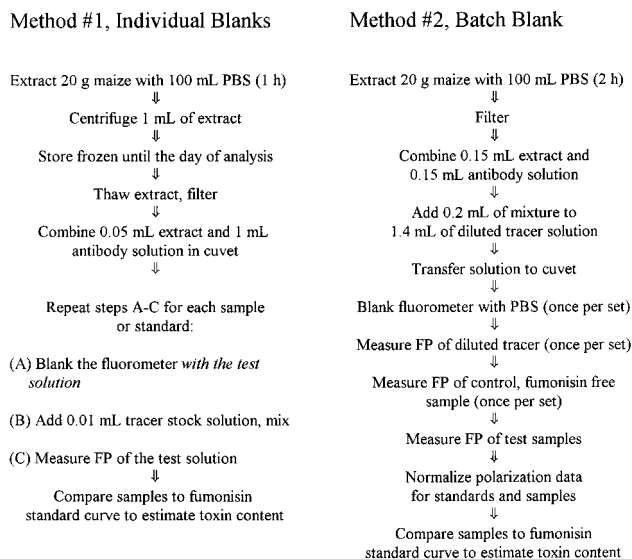 Method #1, Individual Blanks
Extract 20 g maize with 100 mL PBS (1 h)
⇓
Centrifuge 1 mL of extract
⇓
Store frozen until the day of analysis
⇓
Thaw extract, filter
⇓
Combine 0.05 mL extract and 1 mL
antibody solution in cuvet
⇓
Repeat steps A-C for each sample
or standard:
(A) Blank the fluorometer with the test
solution
(B) Add 0.01 mL tracer stock solution, mix
(C) Measure FP of the test solution
⇓
Compare samples to fumonisin
standard curve to estimate toxin content
Method #2, Batch Blank
Extract 20 g maize with 100 mL PBS (2 h)
⇓
Filter
⇓
Combine 0.15 mL extract and
0.15 mL antibody solution
⇓
Add 0.2 mL of mixture to
1.4 mL of diluted tracer solution
⇓
Transfer solution to cuvet
⇓
Blank fluorometer with PBS (once per set)
⇓
Measure FP of diluted tracer (once per set)
⇓
Measure FP of control, fumonisin free
sample (once per set)
⇓
Measure FP of test samples
⇓
Normalize polarization data
for standards and samples
⇓
Compare samples to fumonisin
standard curve to estimate toxin content